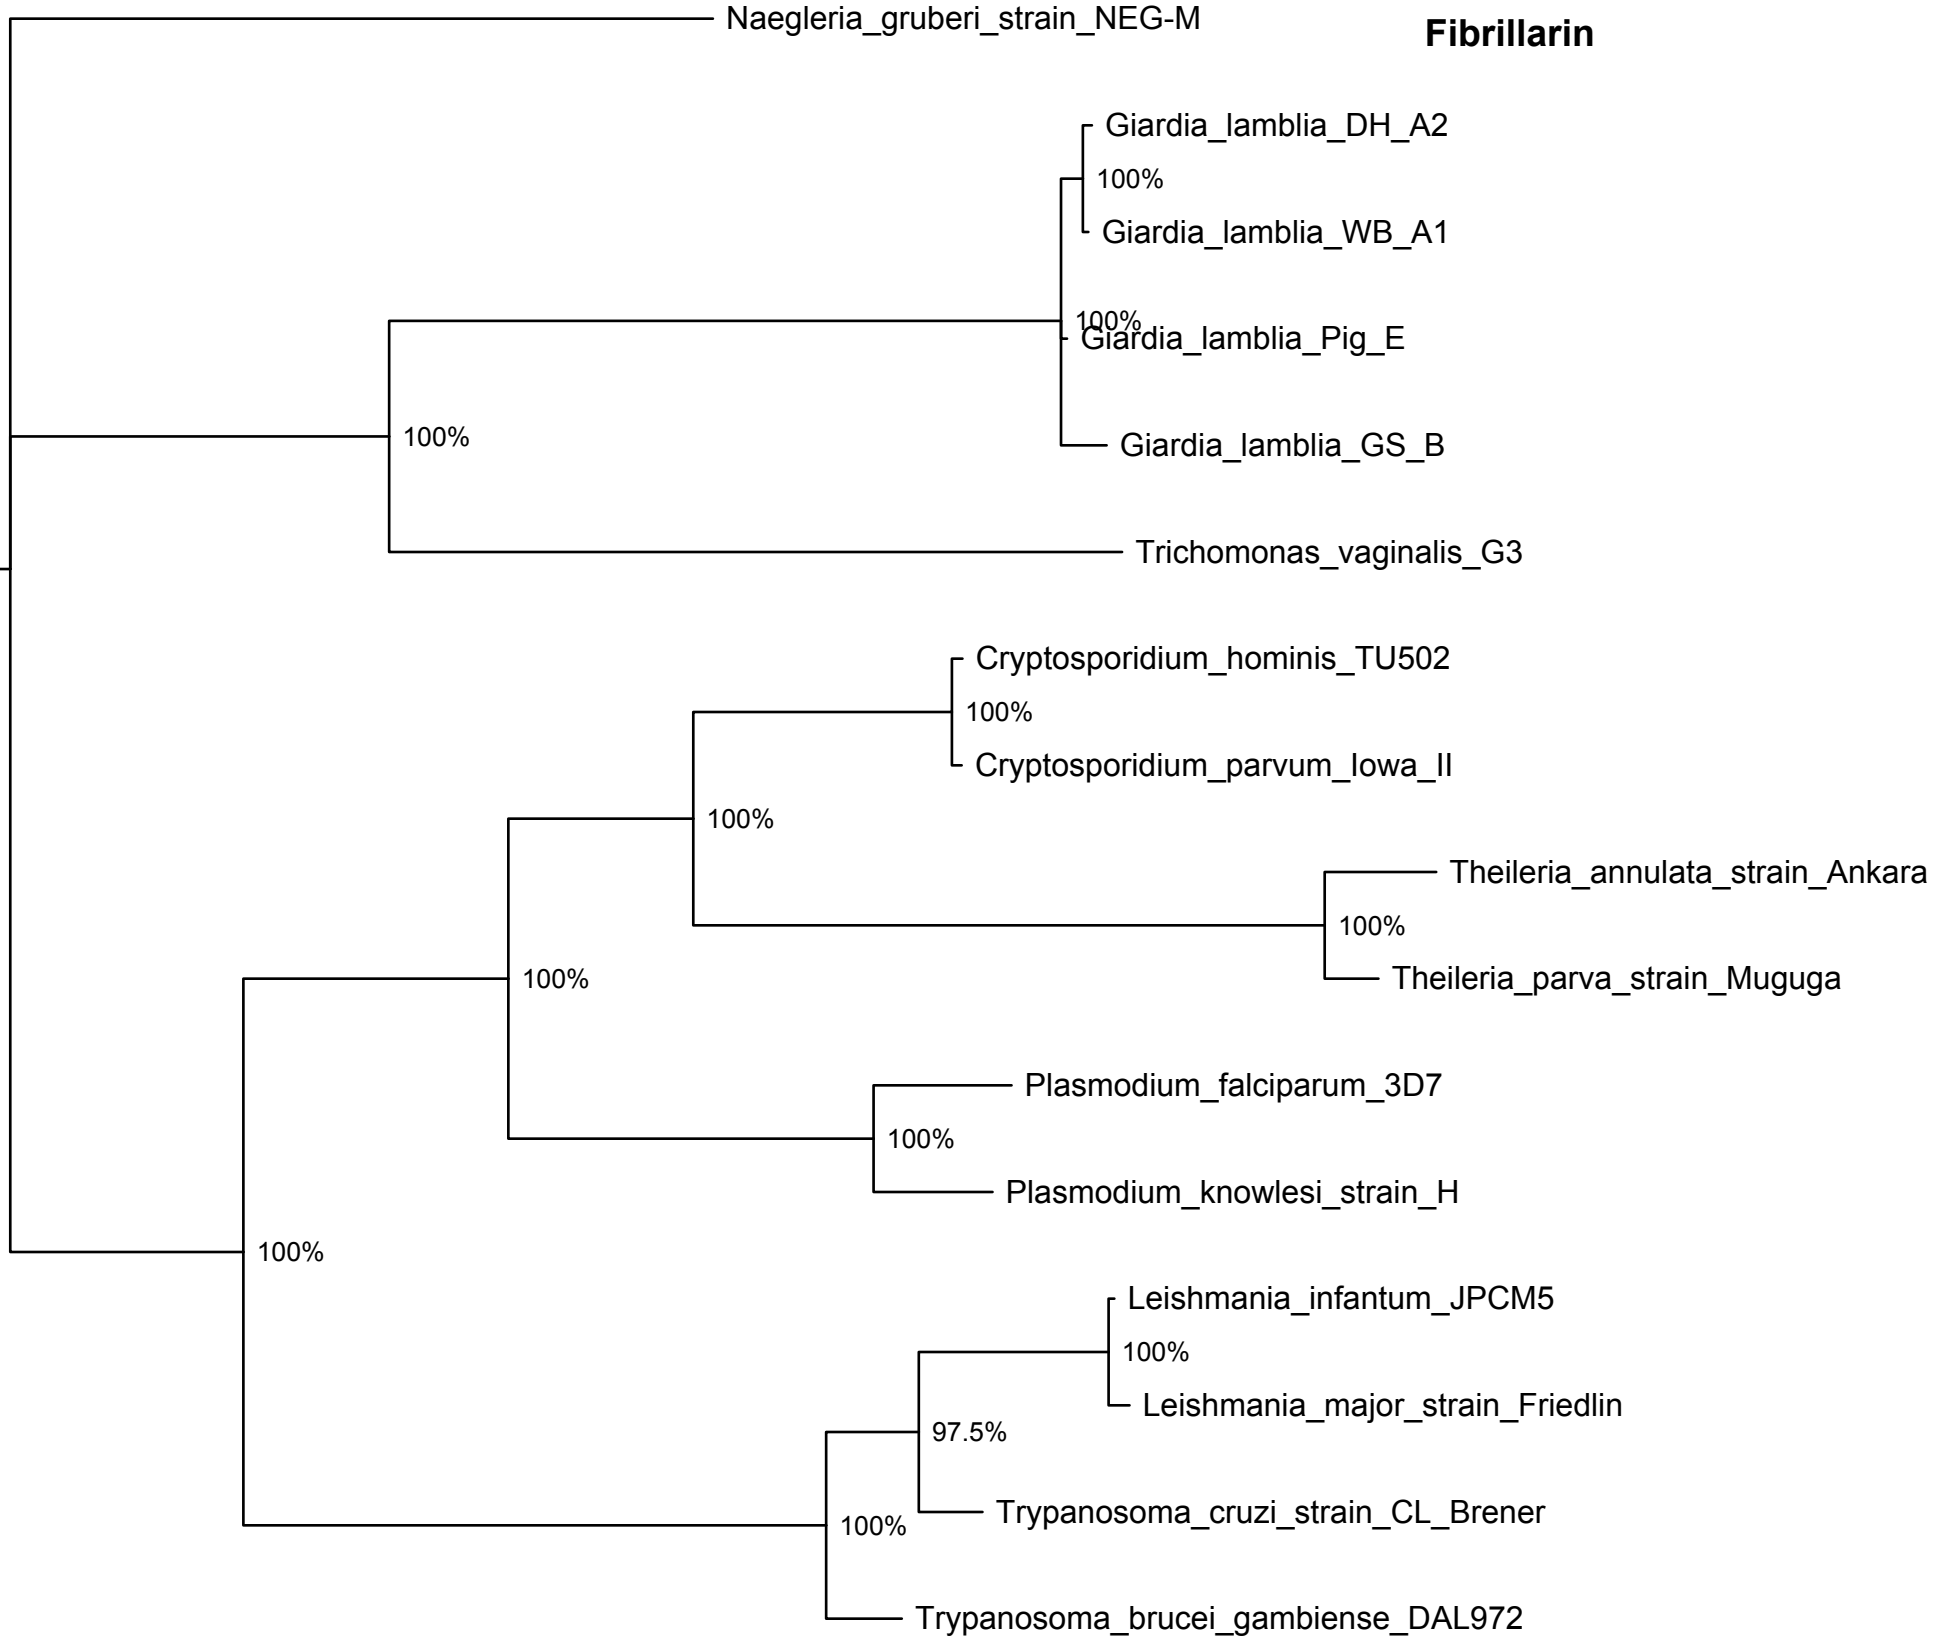 Naegleria_gruberi_strain_NEG-M
Fibrillarin
Giardia_lamblia_DH_A2
100%
Giardia_lamblia_WB_A1
100%
Giardia_lamblia_Pig_E
100%
Giardia_lamblia_GS_B
Trichomonas_vaginalis_G3
Cryptosporidium_hominis_TU502
100%
Cryptosporidium_parvum_Iowa_II
100%
Theileria_annulata_strain_Ankara
100%
100%
Theileria_parva_strain_Muguga
Plasmodium_falciparum_3D7
100%
Plasmodium_knowlesi_strain_H
100%
Leishmania_infantum_JPCM5
100%
Leishmania_major_strain_Friedlin
97.5%
Trypanosoma_cruzi_strain_CL_Brener
100%
Trypanosoma_brucei_gambiense_DAL972